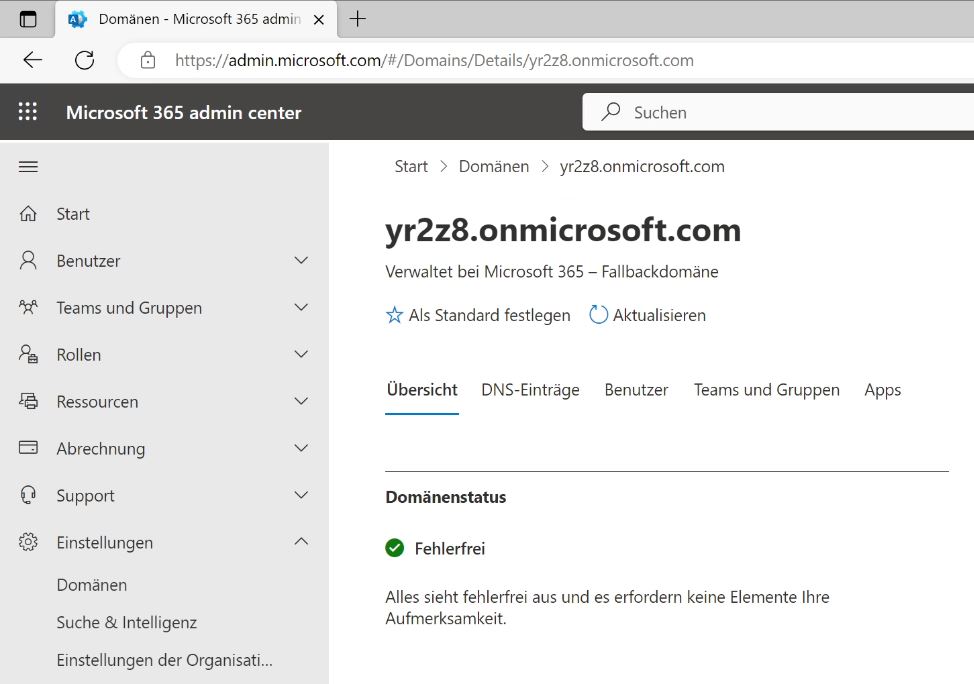 Domänen - Microsoft 365 admin
https://admin.microsoft.com/#/Domains/Details/yr2z8.onmicrosoft.com
Microsoft 365 admin center
Suchen
Start
Benutzer
Teams und Gruppen
Rollen
Ressourcen
Abrechnung
Support
Einstellungen
Domänen
Suche & Intelligenz
Einstellungen der Organisati...
Start > Domänen > yr2z8.onmicrosoft.com
yr2z8.onmicrosoft.com
Verwaltet bei Microsoft 365 – Fallbackdomäne
Als Standard festlegen Aktualisieren
Übersicht DNS-Einträge Benutzer Teams und Gruppen Apps
Domänenstatus
Fehlerfrei
Alles sieht fehlerfrei aus und es erfordern keine Elemente Ihre
Aufmerksamkeit.